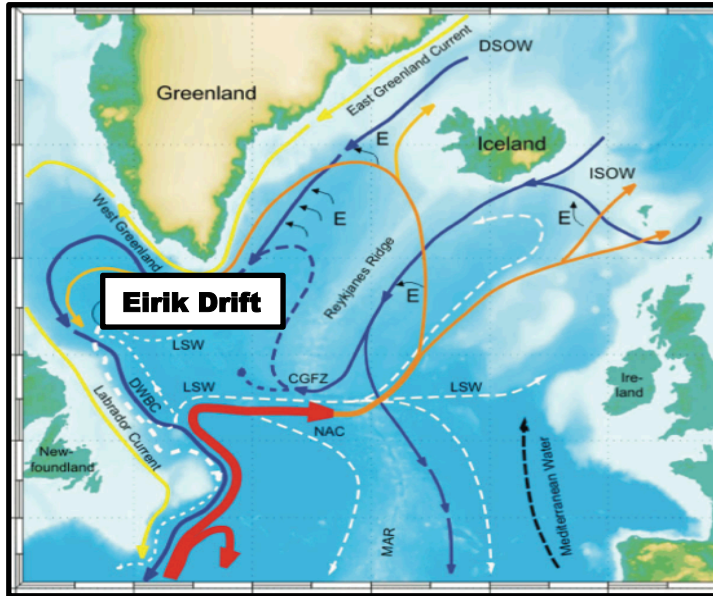 DSOW
East Greenland Current
Greenland
E
Iceland
ISOW
E
E
West Greenland
Reykjanes Ridge
E
Eirik Drift
LSW
LSW
CGFZ
LSW
Ire-
land
DWBC
Labrador Current
NAC
New-
foundland
Mediterranean Water
MAR